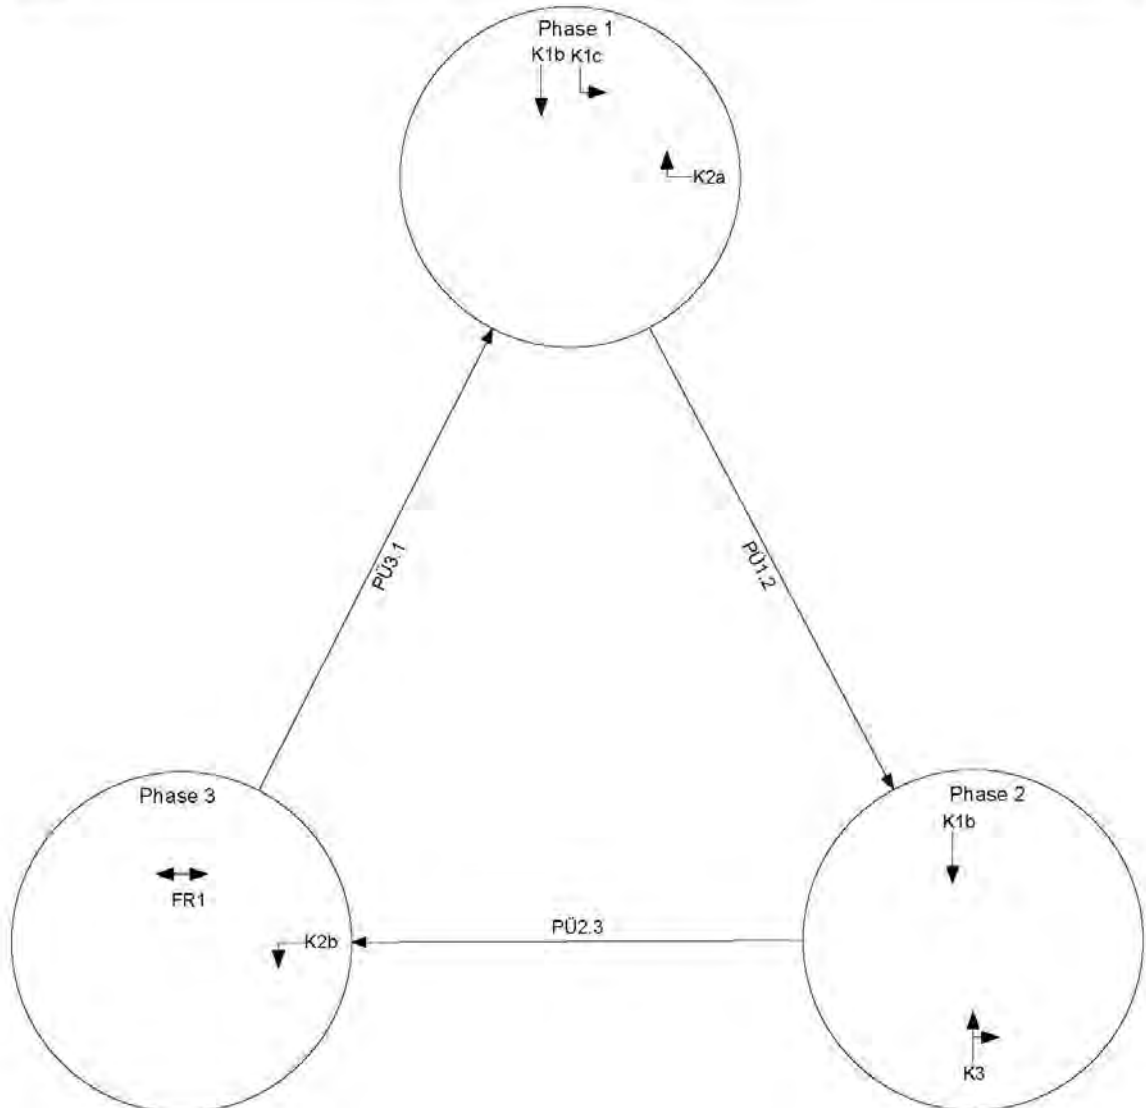 Phase 1
K1b K1c
K2a
PÜ3.1
PÜ1.2
Phase 3
FR1
K2b
PÜ2.3
Phase 2
K1b
K3